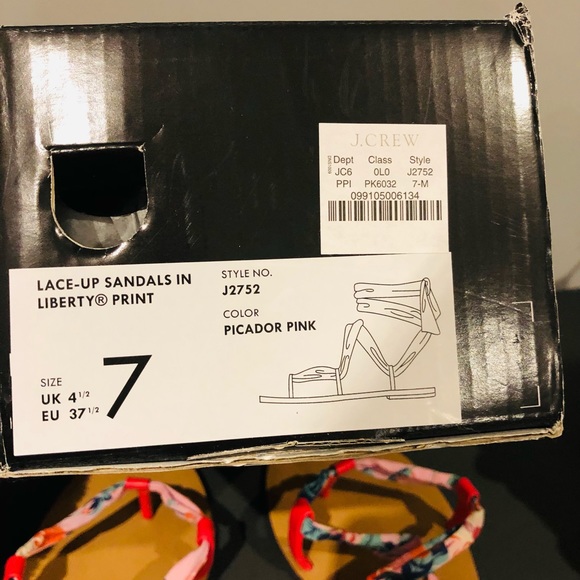 J.CREW
Dept Class Style
JC6 0L0 J2752
PPI PK6032 7-M
099105006134
LACE-UP SANDALS IN
LIBERTY® PRINT
STYLE NO.
J2752
COLOR
PICADOR PINK
SIZE
UK 4 1/2
EU 37 1/2
7